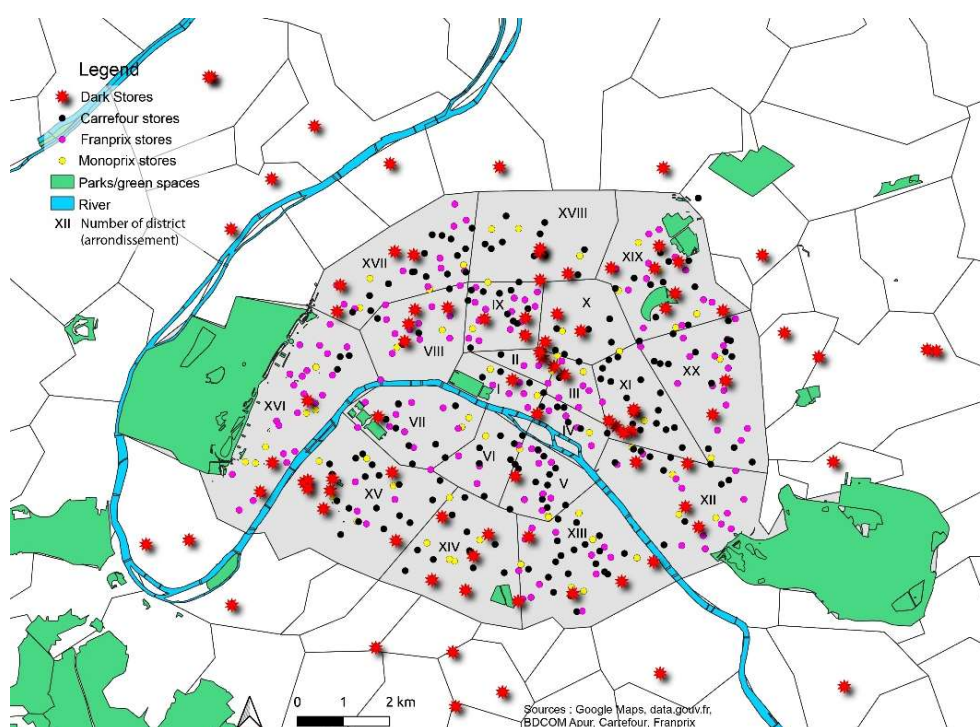 Legend
Dark Stores
Carrefour stores
Franprix stores
Monoprix stores
Parks/green spaces
River
XII Number of district
(arrondissement)
XVIII
XIX
XVII
IX
X
VIII
II
XX
I
III
XI
XVI
VII
IV
VI
V
XV
XII
XIV
XIII
0 1 2 km
Sources : Google Maps, data.gouv.fr,
BDCOM Apur, Carrefour, Franprix